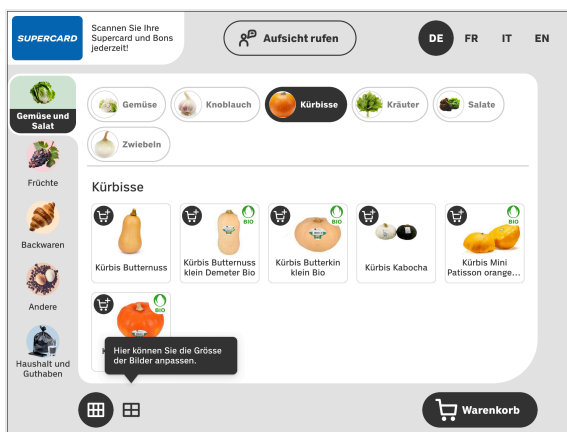 SUPERCARD
Scannen Sie Ihre
Supercard und Bons
jederzeit!
Aufsicht rufen
DE FR IT EN
Gemüse und
Salat
Früchte
Backwaren
Andere
Haushalt und
Guthaben
Gemüse
Knoblauch
Kürbisse
Kräuter
Salate
Zwiebeln
Kürbisse
Kürbis Butternuss
BIO
Kürbis Butternuss
klein Demeter Bio
BIO
Kürbis Butterkin
klein Bio
Kürbis Kabocha
BIO
Kürbis Mini
Patisson orange...
BIO
Hier können Sie die Grösse
der Bilder anpassen.
Warenkorb